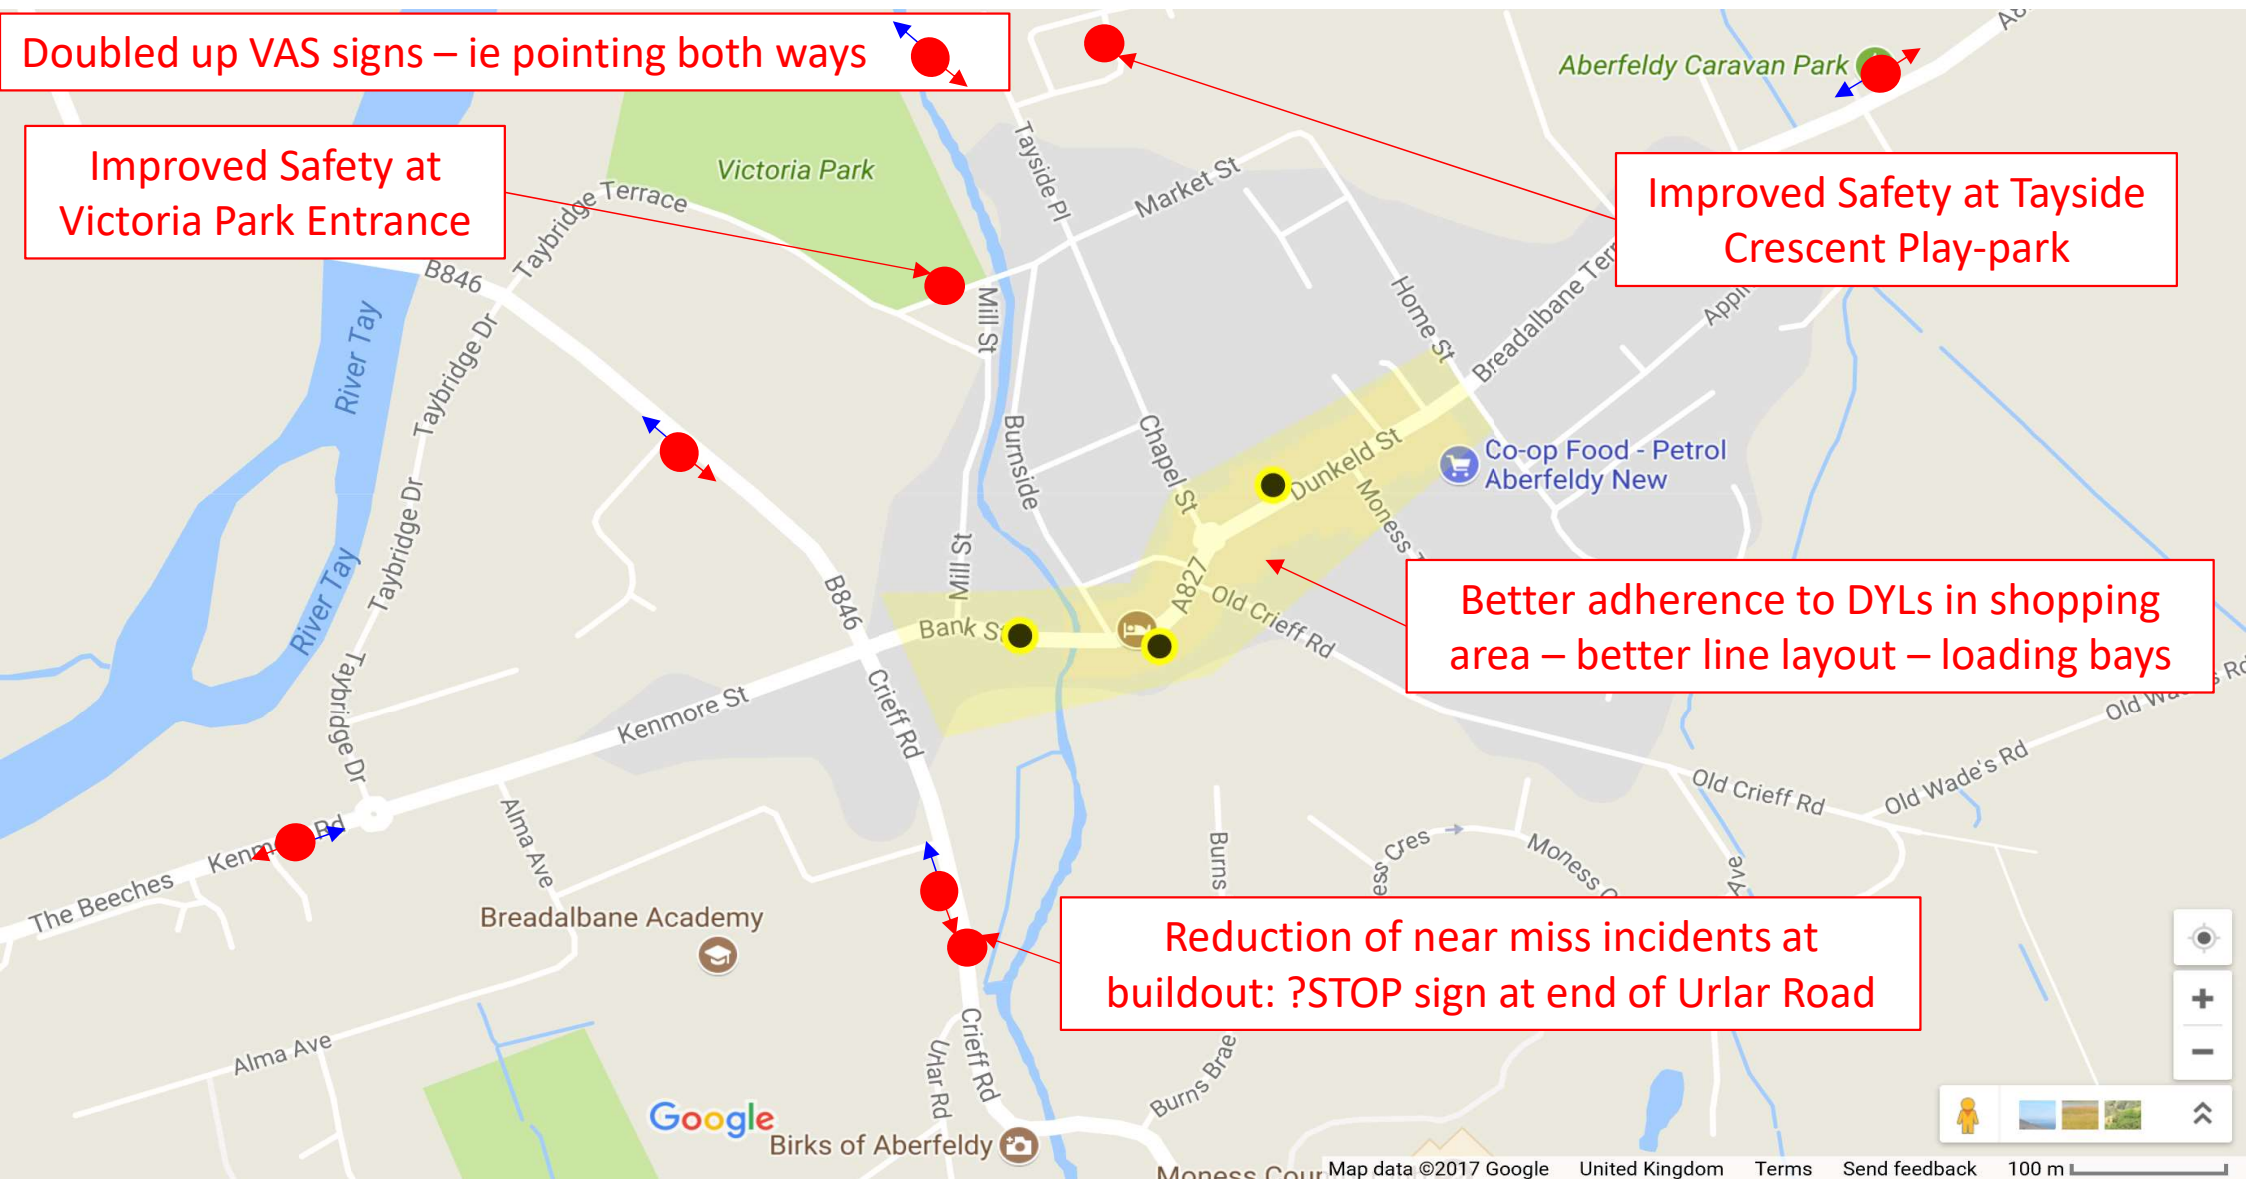 Doubled up VAS signs – ie pointing both ways
Aberfeldy Caravan Park
Improved Safety at
Victoria Park Entrance
Victoria Park
Improved Safety at Tayside
Crescent Play-park
Taybridge Terrace
Tayside Pl
Market St
B846
River Tay
Taybridge Dr
Mill St
Home St
Breadalbane Terr
Burnside
Chapel St
Dunkeld St
Moness
Co-op Food - Petrol
Aberfeldy New
Taybridge Dr
River Tay
B846
Mill St
Bank St
A827
Old Crieff Rd
Better adherence to DYLs in shopping
area – better line layout – loading bays
Taybridge Dr
Kenmore St
Crieff Rd
Old Crieff Rd
Old Wade's Rd
Alma Ave
The Beeches
Breadalbane Academy
Burns
Moness
Ave
Reduction of near miss incidents at
buildout: ?STOP sign at end of Urlar Road
Alma Ave
Urlar Rd
Crieff Rd
Burns Brae
Google
Birks of Aberfeldy
Map data ©2017 Google United Kingdom Terms Send feedback 100 m